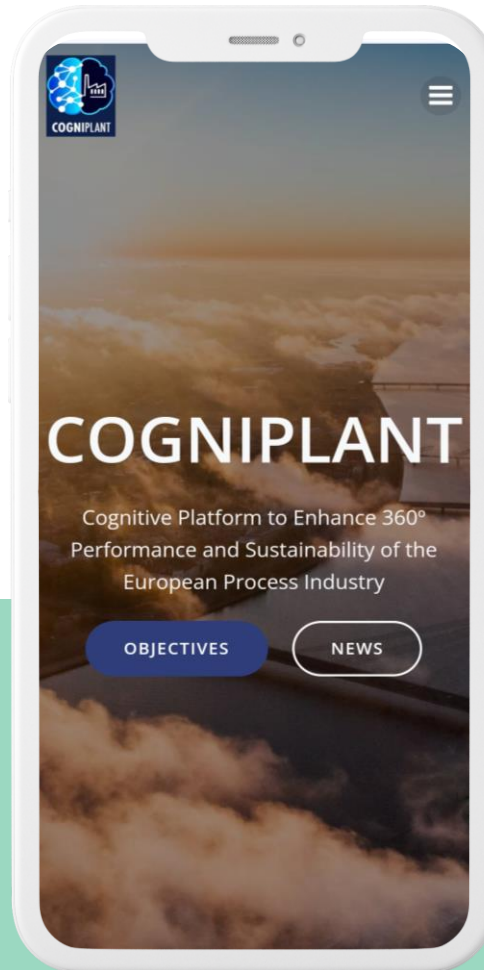 COGNIPLANT
COGNIPLANT
Cognitive Platform to Enhance 360°
Performance and Sustainability of the
European Process Industry
OBJECTIVES
NEWS